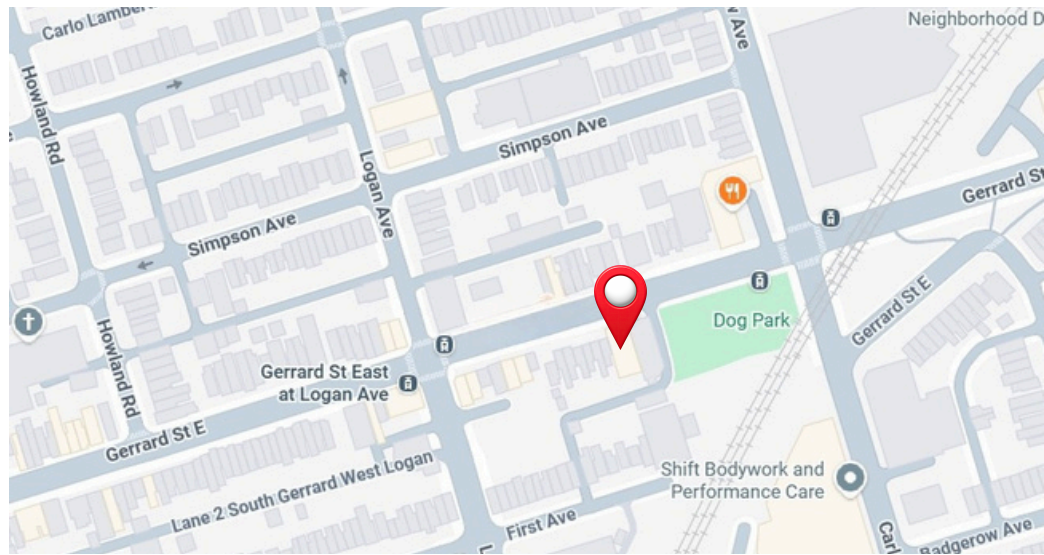 Carlo Lambert
Neighborhood D
w Ave
Howland Rd
Simpson Ave
Logan Ave
Gerrard St
Simpson Ave
Gerrard St E
Dog Park
Howland Rd
Gerrard St East
at Logan Ave
Gerrard St E
Shift Bodywork and
Performance Care
Lane 2 South Gerrard West Logan
First Ave
L
Carl
Badgerow Ave